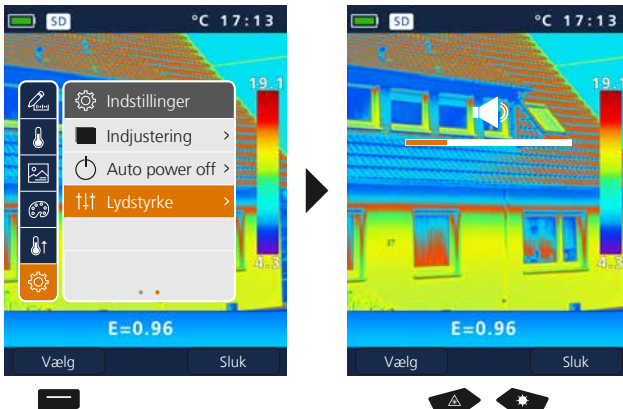 SD °C 17:13
19.1
Indstillinger
Indjustering
Auto power off
Lydstyrke
4.3
E=0.96
Vælg Sluk
SD °C 17:13
19.1
27
4.3
E=0.96
Vælg Sluk